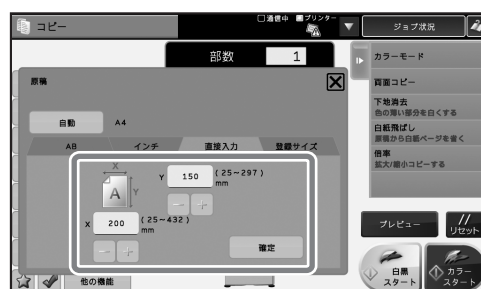 コピー
通信中
プリンター
ジョブ状況
部数 1
原稿
自動 A4
AB インチ 直接入力 登録サイズ
X
A Y
Y 150 (25~297)
mm
X 200 (25~432)
mm
確定
カラーモード
両面コピー
下地消去
色の薄い部分を白くする
白紙飛ばし
原稿から白紙ページを省く
倍率
拡大/縮小コピーする
プレビュー
リセット
白黒
スタート
カラー
スタート
他の機能